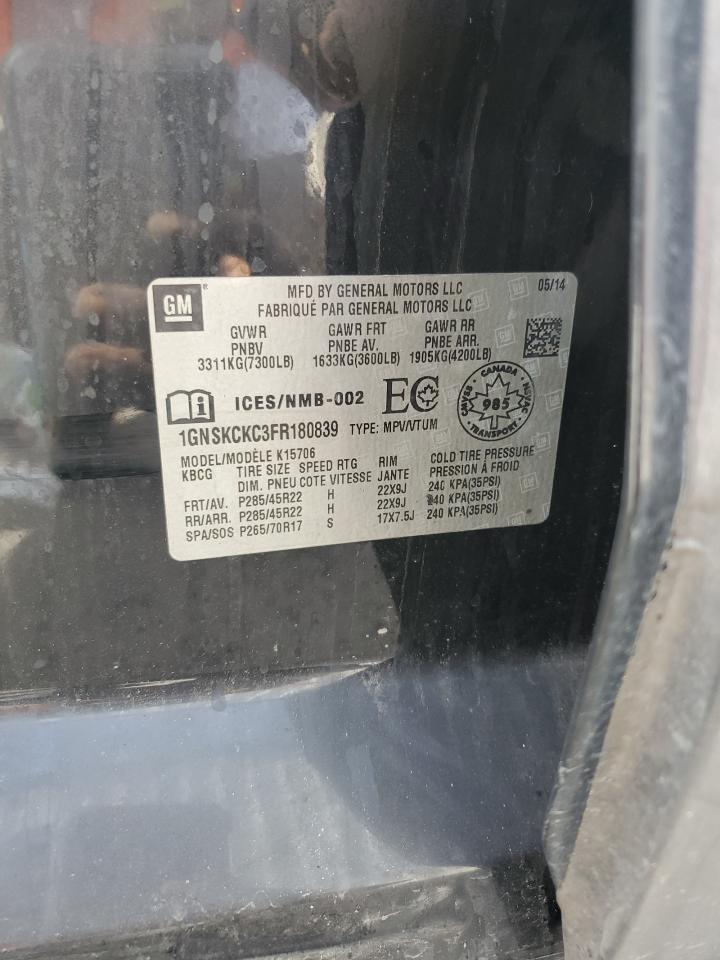 GM
MFD BY GENERAL MOTORS LLC 05/14
FABRIQUÉ PAR GENERAL MOTORS LLC
GVWR GAWR FRT GAWR RR
PNBV PNBE AV. PNBE ARR.
3311KG(7300LB) 1633KG(3600LB) 1905KG(4200LB)
i ICES/NMB-002 EC CANADA NSVAC 985 TRANSPORT CMVSS
1GNSKCKC3FR180839 TYPE: MPV/VTUM
MODEL/MODÈLE K15706
KBCG TIRE SIZE SPEED RTG RIM COLD TIRE PRESSURE
DIM. PNEU COTE VITESSE JANTE PRESSION À FROID
FRT/AV. P285/45R22 H 22X9J 240 KPA(35PSI)
RR/ARR. P285/45R22 H 22X9J 240 KPA(35PSI)
SPA/SOS P265/70R17 S 17X7.5J 240 KPA(35PSI)